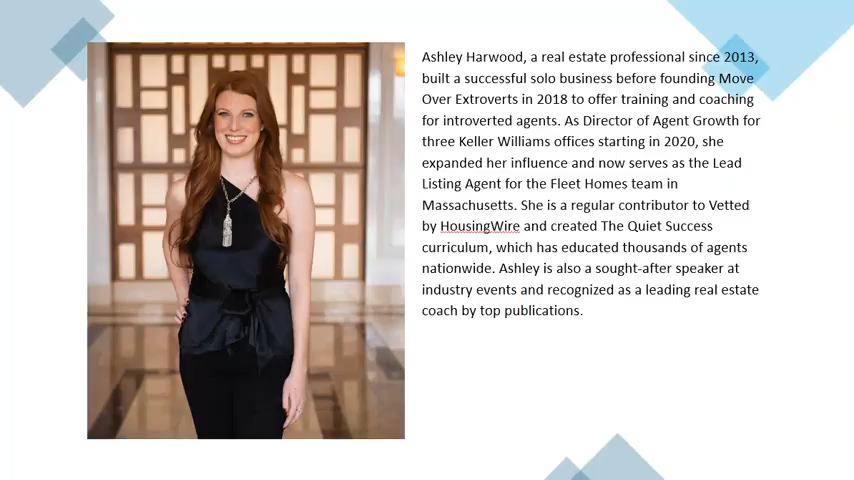 Ashley Harwood, a real estate professional since 2013,
built a successful solo business before founding Move
Over Extroverts in 2018 to offer training and coaching
for introverted agents. As Director of Agent Growth for
three Keller Williams offices starting in 2020, she
expanded her influence and now serves as the Lead
Listing Agent for the Fleet Homes team in
Massachusetts. She is a regular contributor to Vetted
by HousingWire and created The Quiet Success
curriculum, which has educated thousands of agents
nationwide. Ashley is also a sought-after speaker at
industry events and recognized as a leading real estate
coach by top publications.